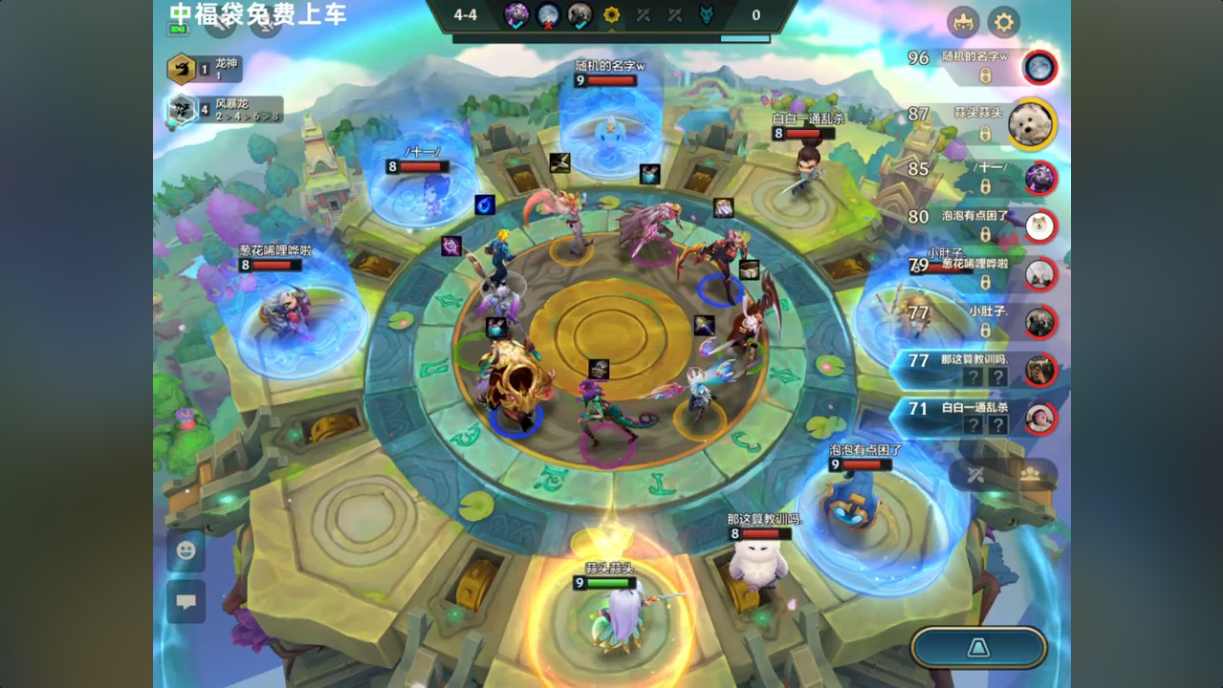 中福袋免费上车
4-4
0
1
龙神
1
4
风暴龙
2 > 4 > 6 > 8
随机的名字w
9
白白一通乱杀
8
/十一/
8
葱花唏哩哗啦
8
小肚子.
泡泡有点困了
9
那这算教训吗.
8
蒜头蒜头
9
96
随机的名字w
87
蒜头蒜头
85
/十一/
80
泡泡有点困了
79
葱花唏哩哗啦
77
小肚子.
77
那这算教训吗.
? ?
71
白白一通乱杀
? ?